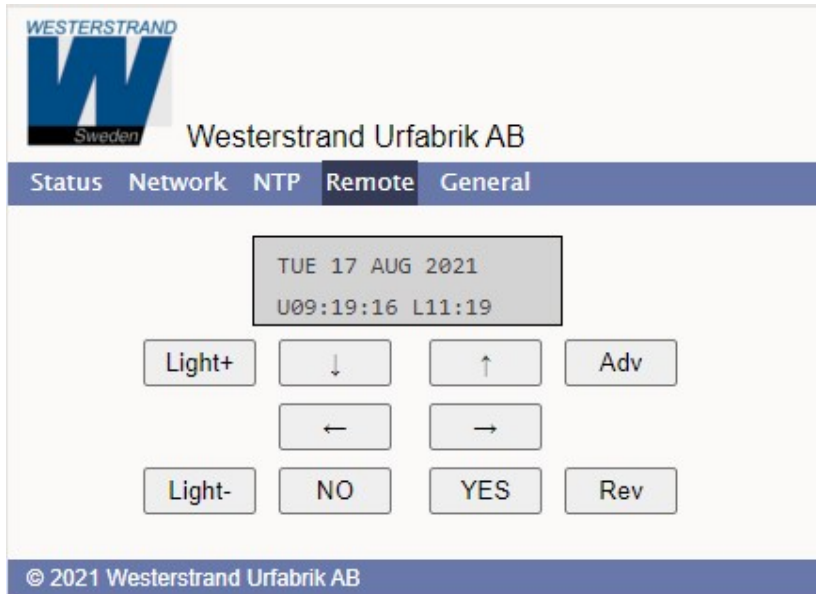 WESTERSTRAND
Sweden
Westerstrand Urfabrik AB
Status Network NTP Remote General
TUE 17 AUG 2021
U09:19:16 L11:19
Light+ ↓ ↑ Adv
← →
Light- NO YES Rev
© 2021 Westerstrand Urfabrik AB